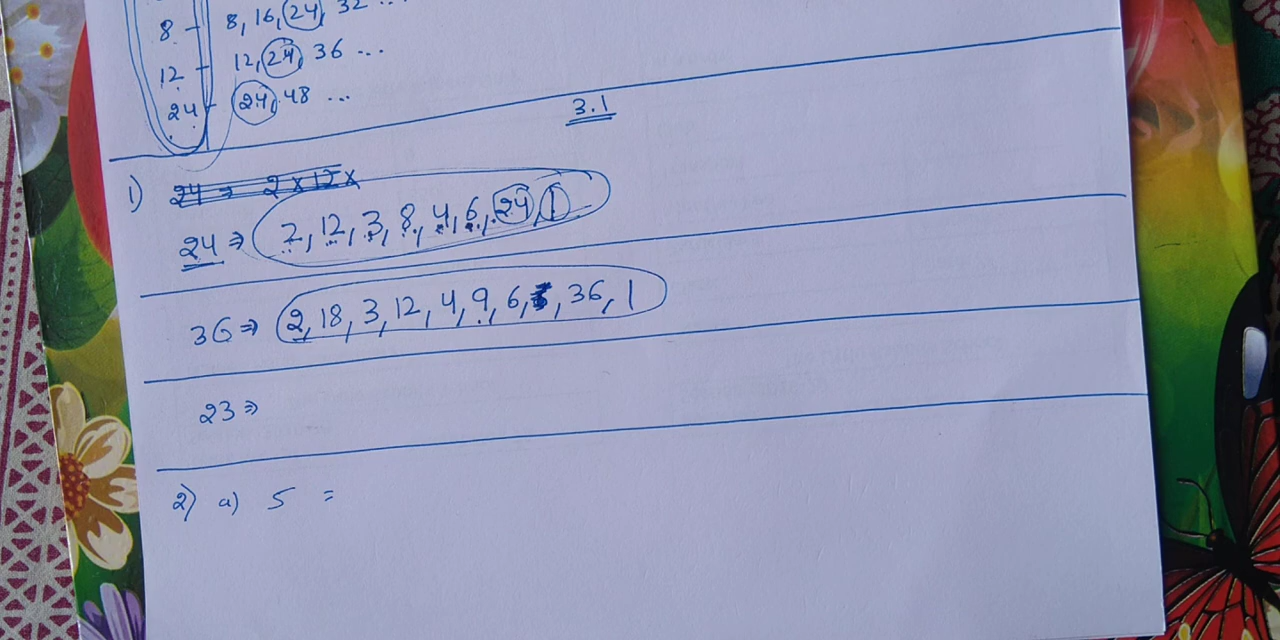 8 - 8, 16, 24, 32 ...
12 - 12, 24, 36 ...
24 - 24, 48 ...
3.1
1) 24 ⇒ 2 x 12 x
24 ⇒ 2, 12, 3, 8, 4, 6, 24, 1
36 ⇒ 2, 18, 3, 12, 4, 9, 6, 36, 1
23 ⇒
2) a) 5 =